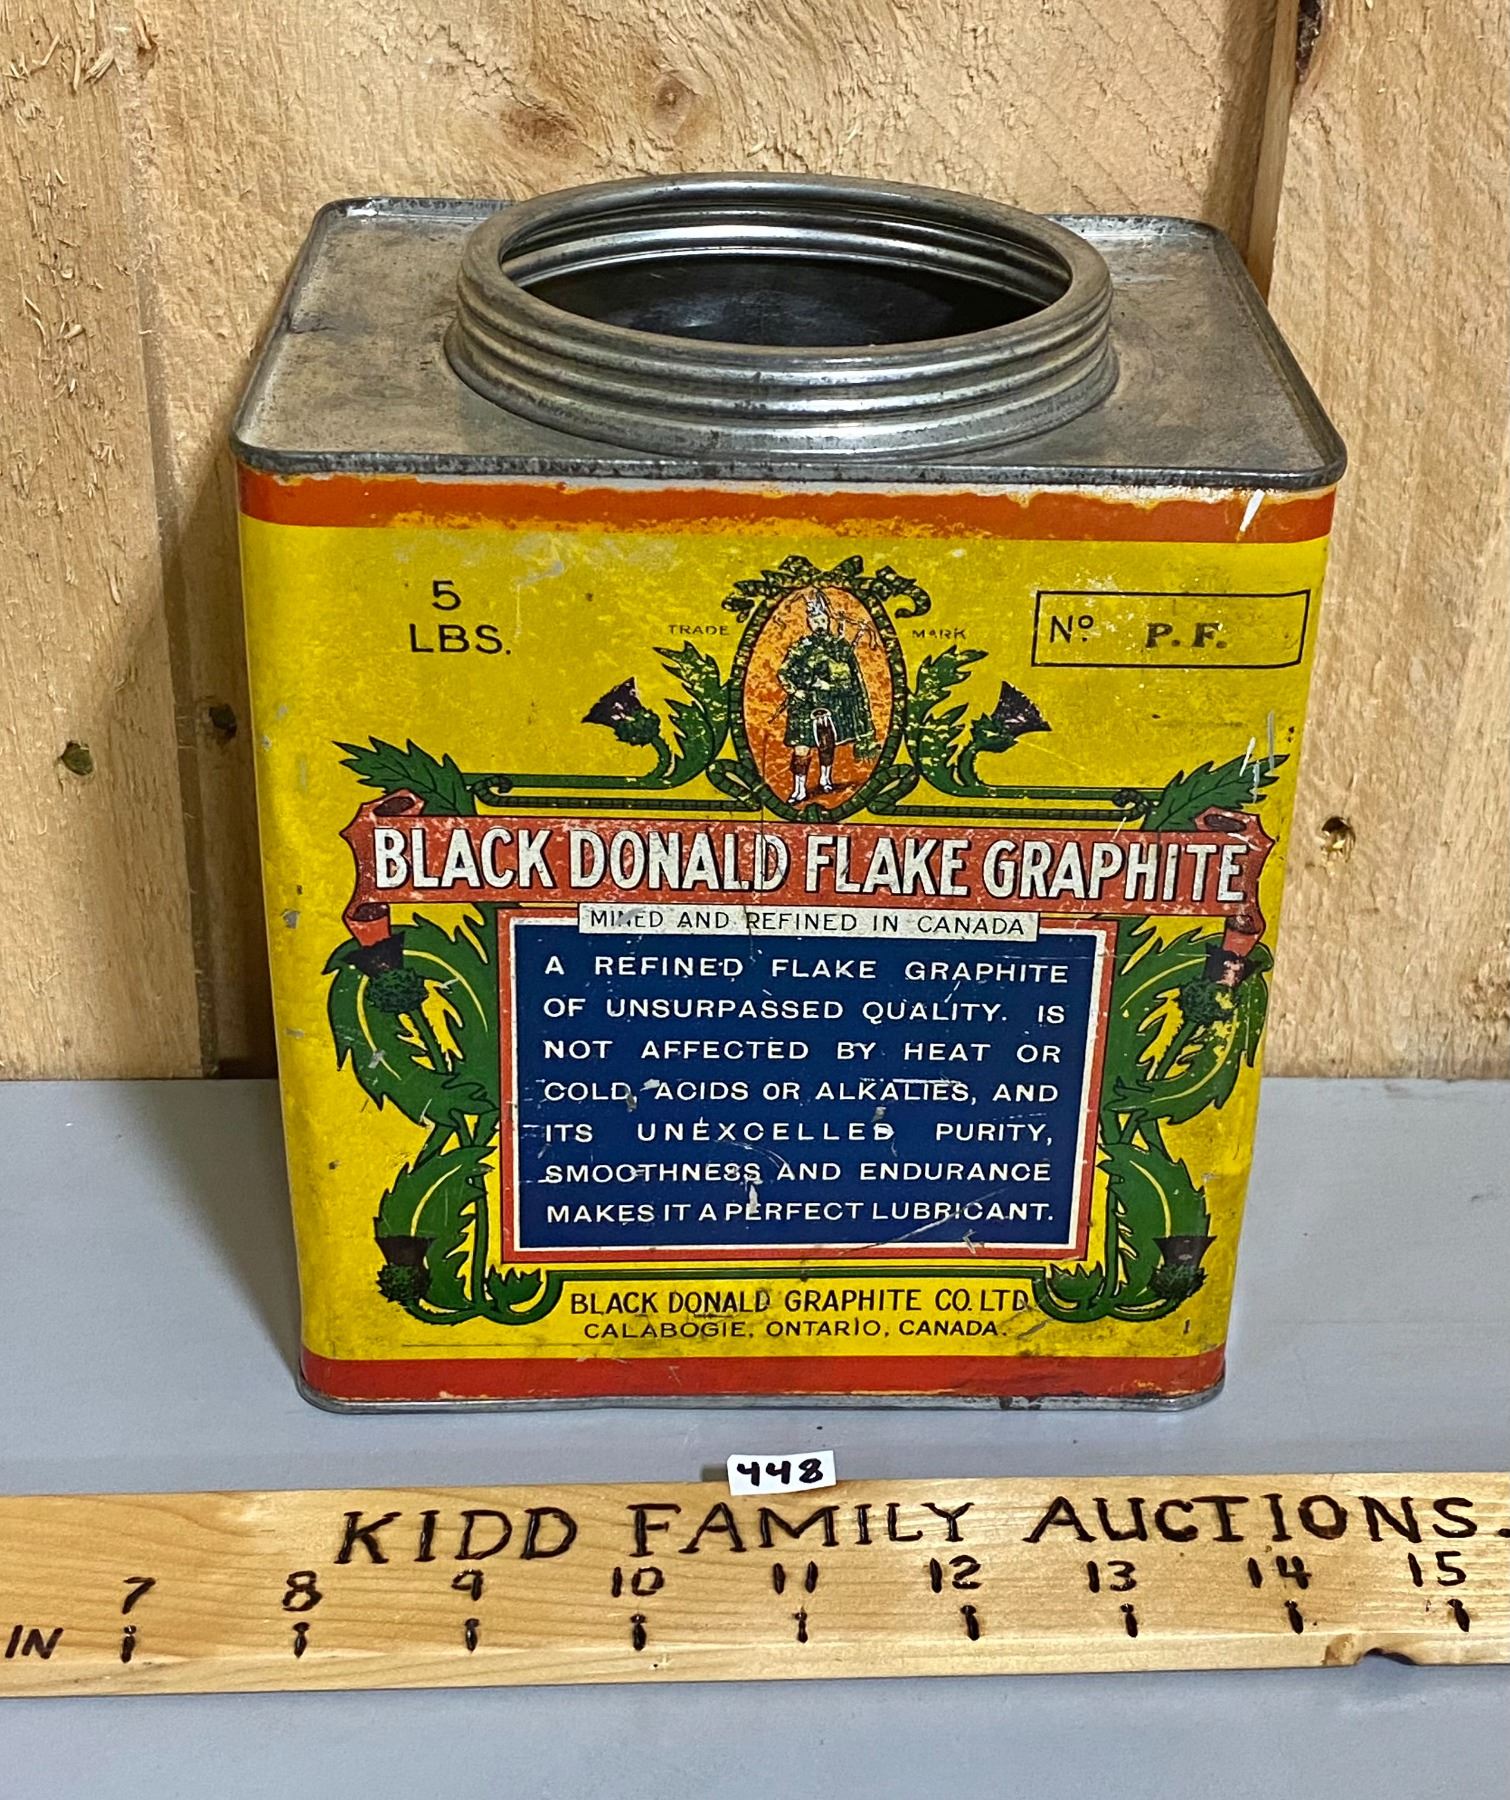 5
LBS.
TRADE MARK
Nº P.F.
BLACK DONALD FLAKE GRAPHITE
MINED AND REFINED IN CANADA
A REFINED FLAKE GRAPHITE
OF UNSURPASSED QUALITY. IS
NOT AFFECTED BY HEAT OR
COLD, ACIDS OR ALKALIES, AND
ITS UNEXCELLED PURITY,
SMOOTHNESS AND ENDURANCE
MAKES IT A PERFECT LUBRICANT.
BLACK DONALD GRAPHITE CO. LTD.
CALABOGIE, ONTARIO, CANADA.
1
448
KIDD FAMILY AUCTIONS.
7 8 9 10 11 12 13 14 15
IN